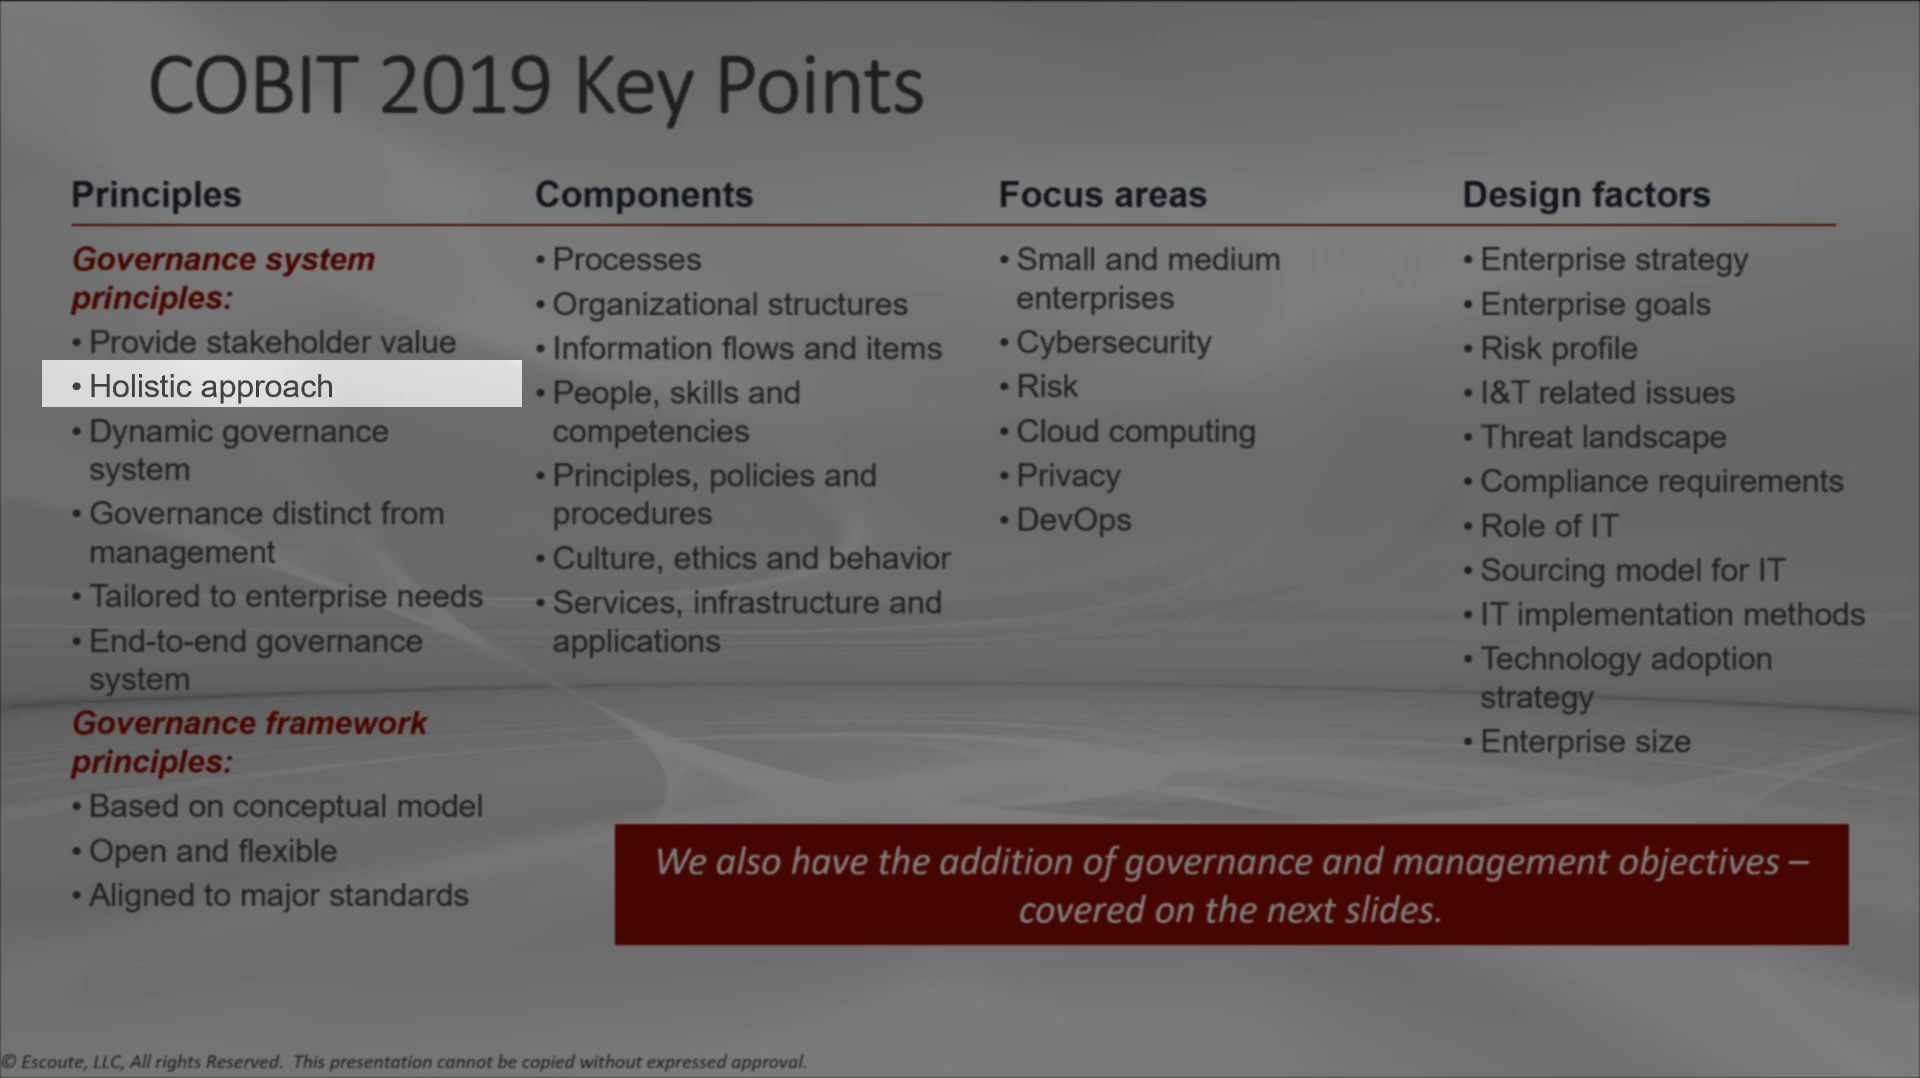 COBIT 2019 Key Points
Principles
Governance system
principles:
• Provide stakeholder value
• Holistic approach
• Dynamic governance
system
• Governance distinct from
management
• Tailored to enterprise needs
• End-to-end governance
system
Governance framework
principles:
• Based on conceptual model
• Open and flexible
• Aligned to major standards
Components
• Processes
• Organizational structures
• Information flows and items
• People, skills and
competencies
• Principles, policies and
procedures
• Culture, ethics and behavior
• Services, infrastructure and
applications
Focus areas
• Small and medium
enterprises
• Cybersecurity
• Risk
• Cloud computing
• Privacy
• DevOps
Design factors
• Enterprise strategy
• Enterprise goals
• Risk profile
• I&T related issues
• Threat landscape
• Compliance requirements
• Role of IT
• Sourcing model for IT
• IT implementation methods
• Technology adoption
strategy
• Enterprise size
We also have the addition of governance and management objectives –
covered on the next slides.
© Escoute, LLC, All rights Reserved. This presentation cannot be copied without expressed approval.